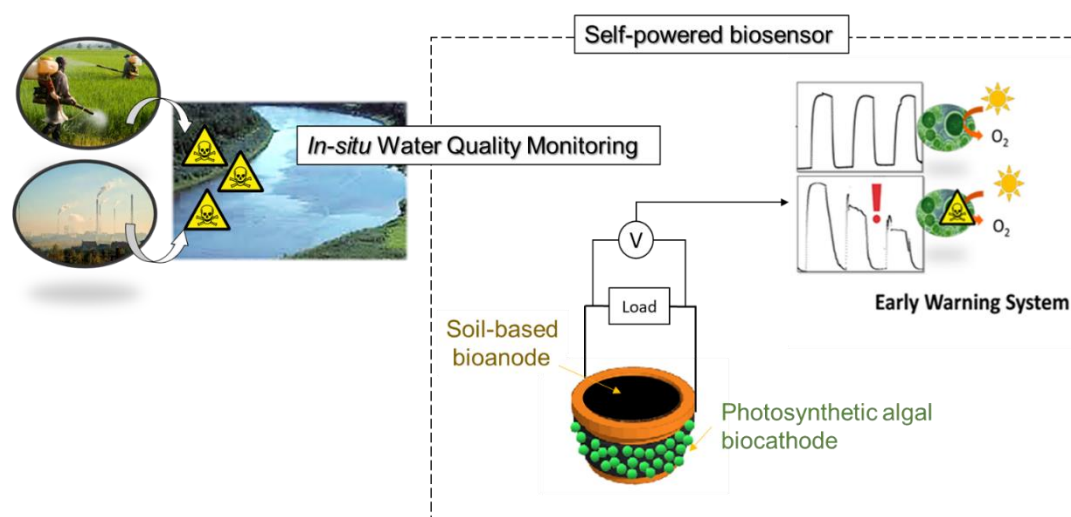 Self-powered biosensor
In-situ Water Quality Monitoring
O2
!
O2
V
Early Warning System
Load
Soil-based
bioanode
Photosynthetic algal
biocathode